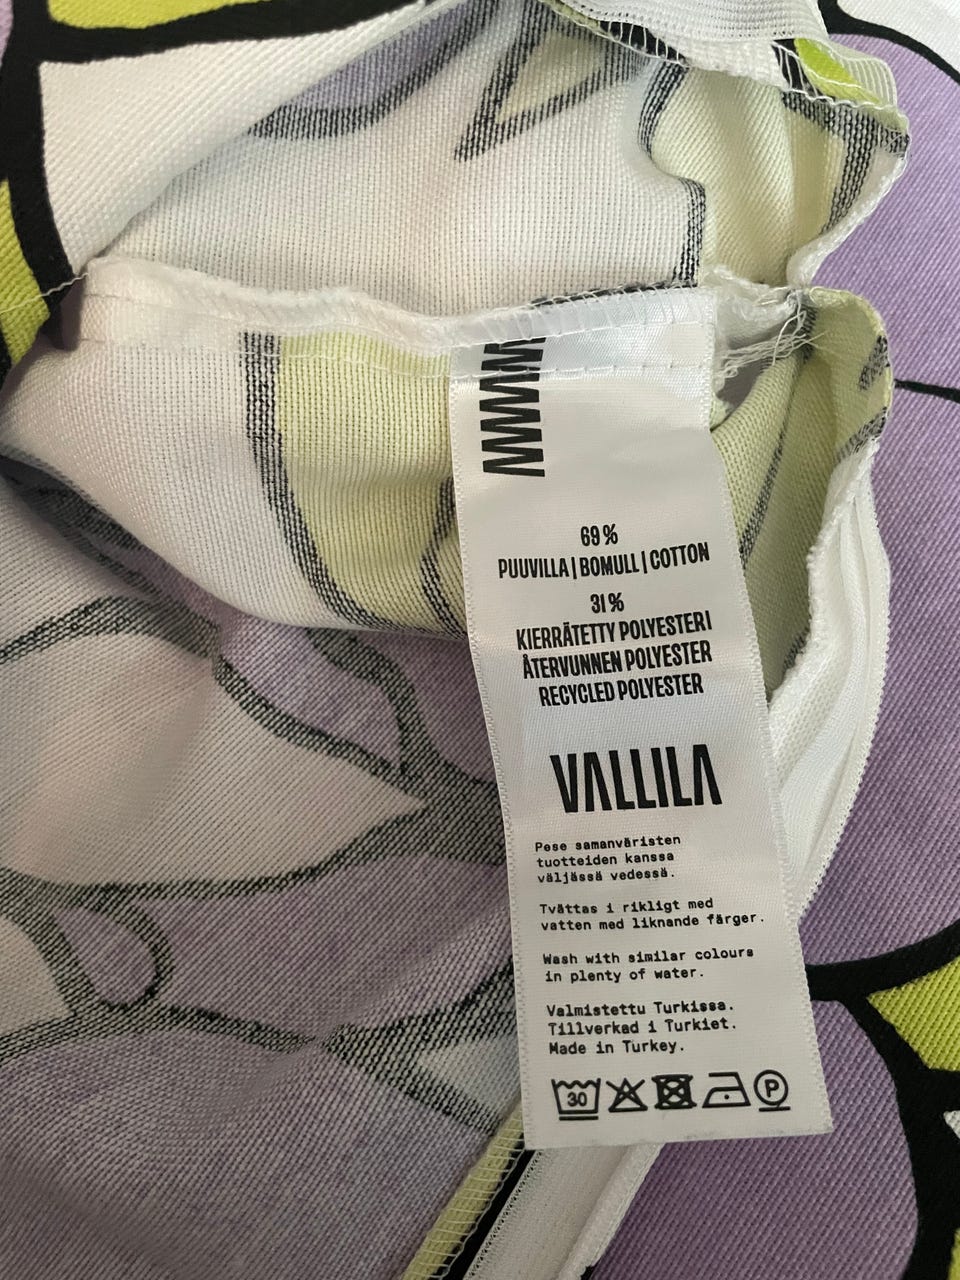 69%
PUUVILLA | BOMULL | COTTON
31%
KIERRÄTETTY POLYESTERI
ÅTERVUNNEN POLYESTER
RECYCLED POLYESTER
VALLILA
Pese samanväristen
tuotteiden kanssa
väljässä vedessä.
Tvättas i rikligt med
vatten med liknande färger.
Wash with similar colours
in plenty of water.
Valmistettu Turkissa.
Tillverkad i Turkiet.
Made in Turkey.
30 P